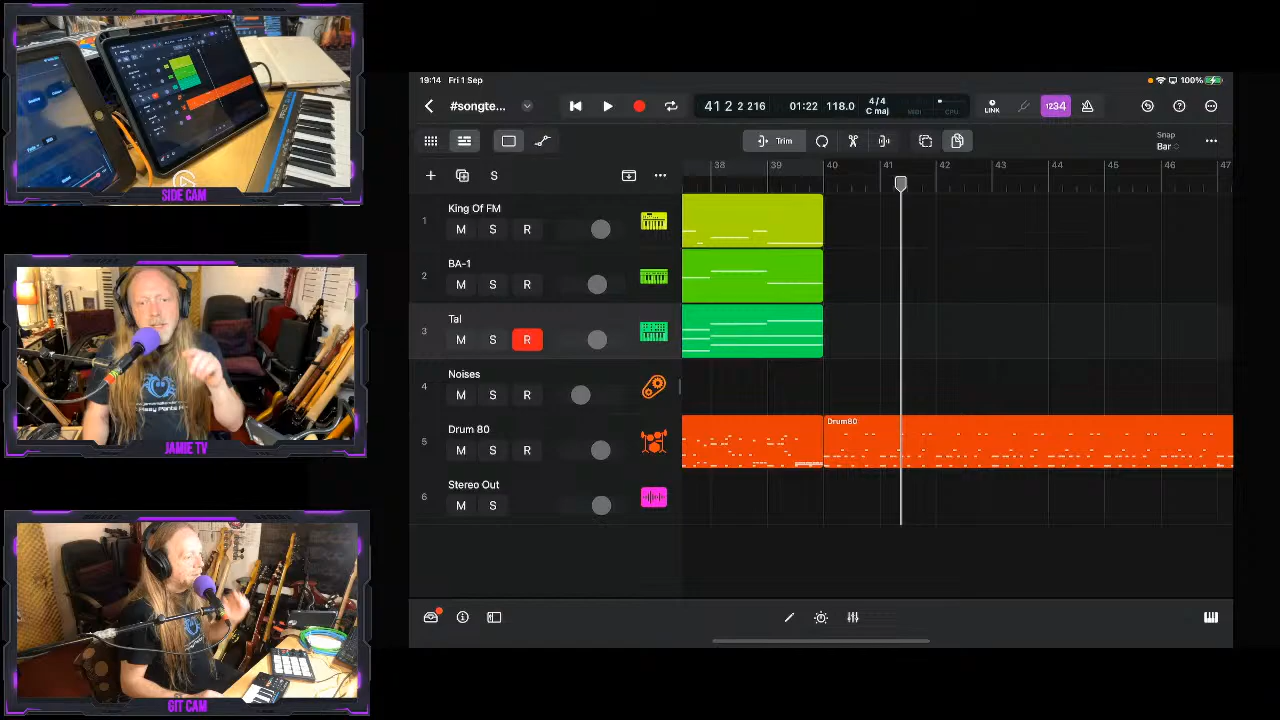 SIDE CAM
JAMIE TV
GIT CAM
19:14 Fri 1 Sep
100%
#songte...
41 2 2 216
01:22
118.0
4/4
C maj
MIDI
CPU
LINK
1234
Trim
Snap
Bar
S
38 39 40 41 42 43 44 45 46 47
1
King Of FM
M S R
2
BA-1
M S R
3
Tal
M S R
4
Noises
M S R
5
Drum 80
M S R
Drum80
6
Stereo Out
M S